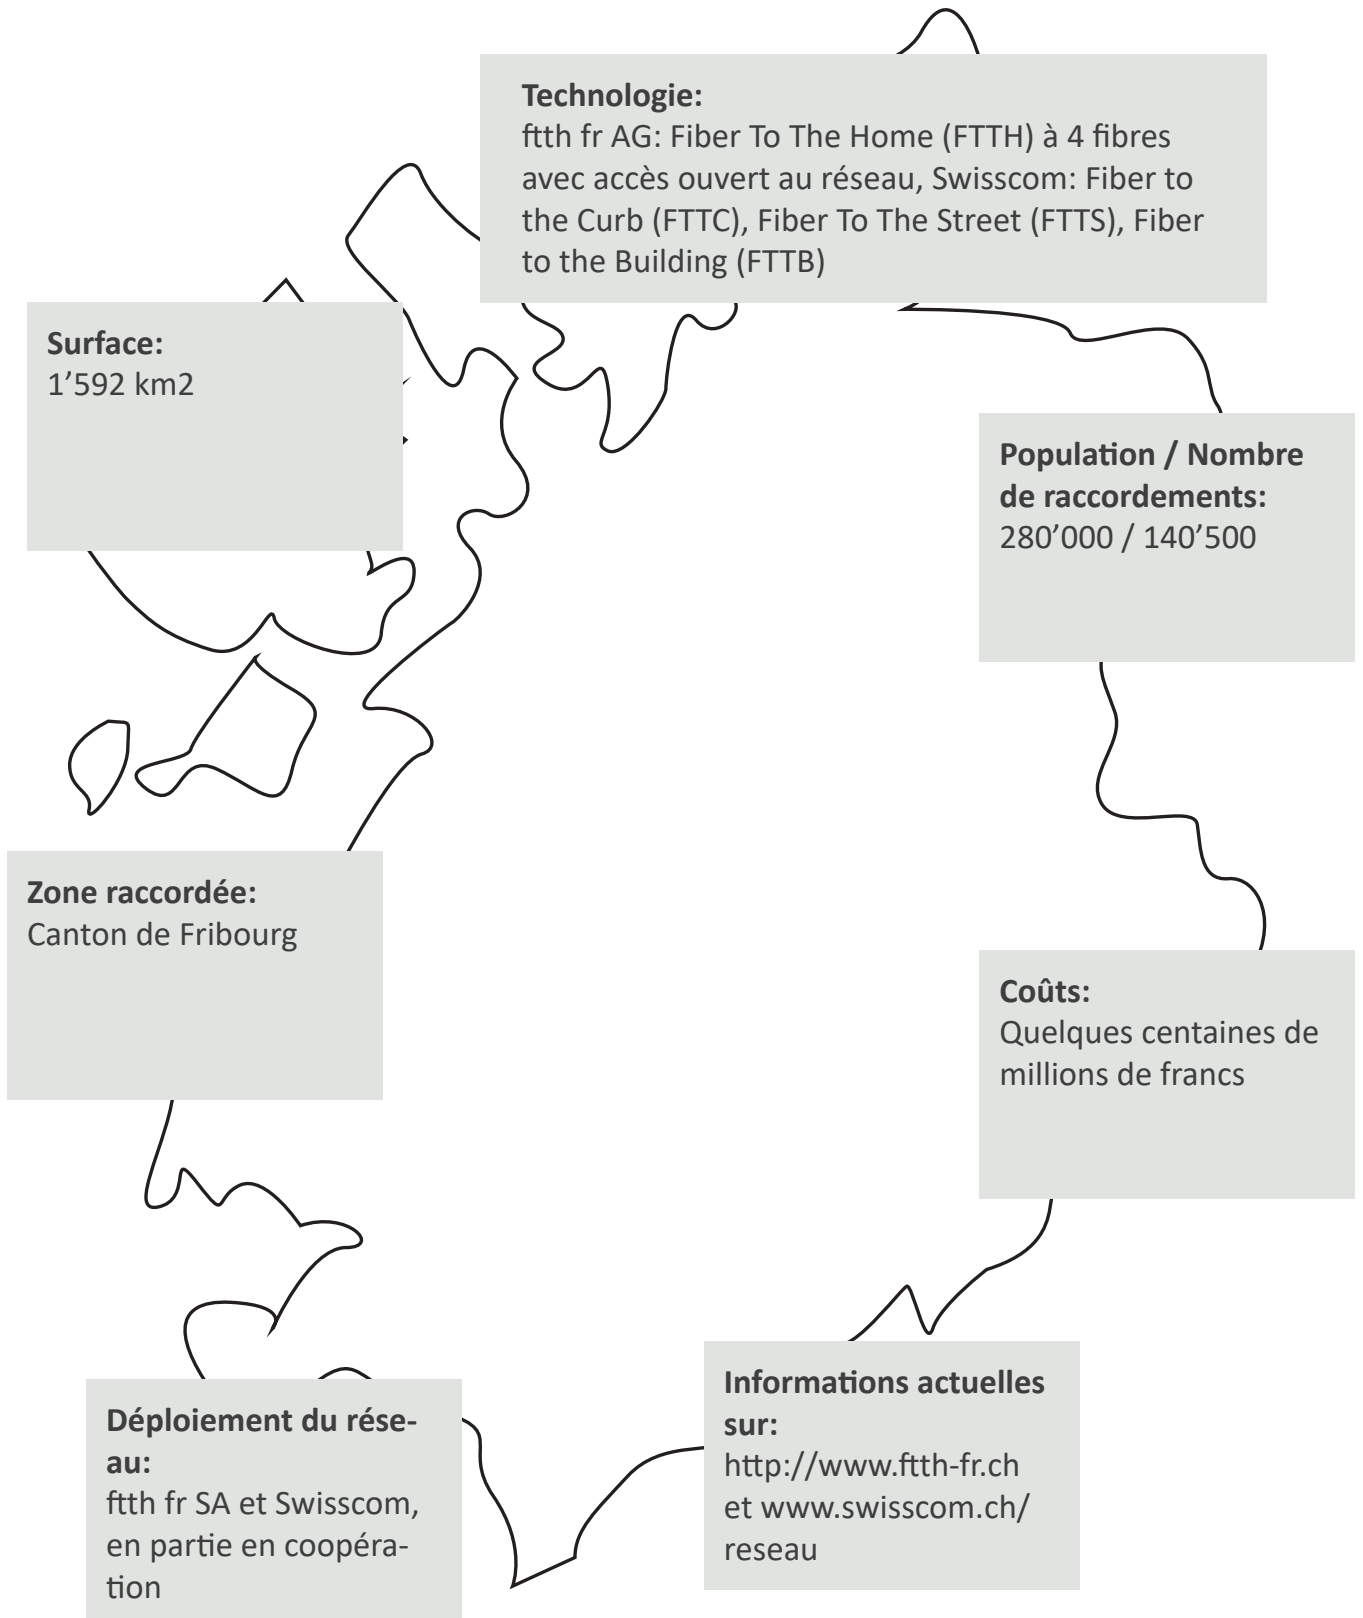 Technologie:
ftth fr AG: Fiber To The Home (FTTH) à 4 fibres
avec accès ouvert au réseau, Swisscom: Fiber to
the Curb (FTTC), Fiber To The Street (FTTS), Fiber
to the Building (FTTB)
Surface:
1’592 km2
Population / Nombre
de raccordements:
280’000 / 140’500
Zone raccordée:
Canton de Fribourg
Coûts:
Quelques centaines de
millions de francs
Déploiement du rése-
au:
ftth fr SA et Swisscom,
en partie en coopéra-
tion
Informations actuelles
sur:
http://www.ftth-fr.ch
et www.swisscom.ch/
reseau